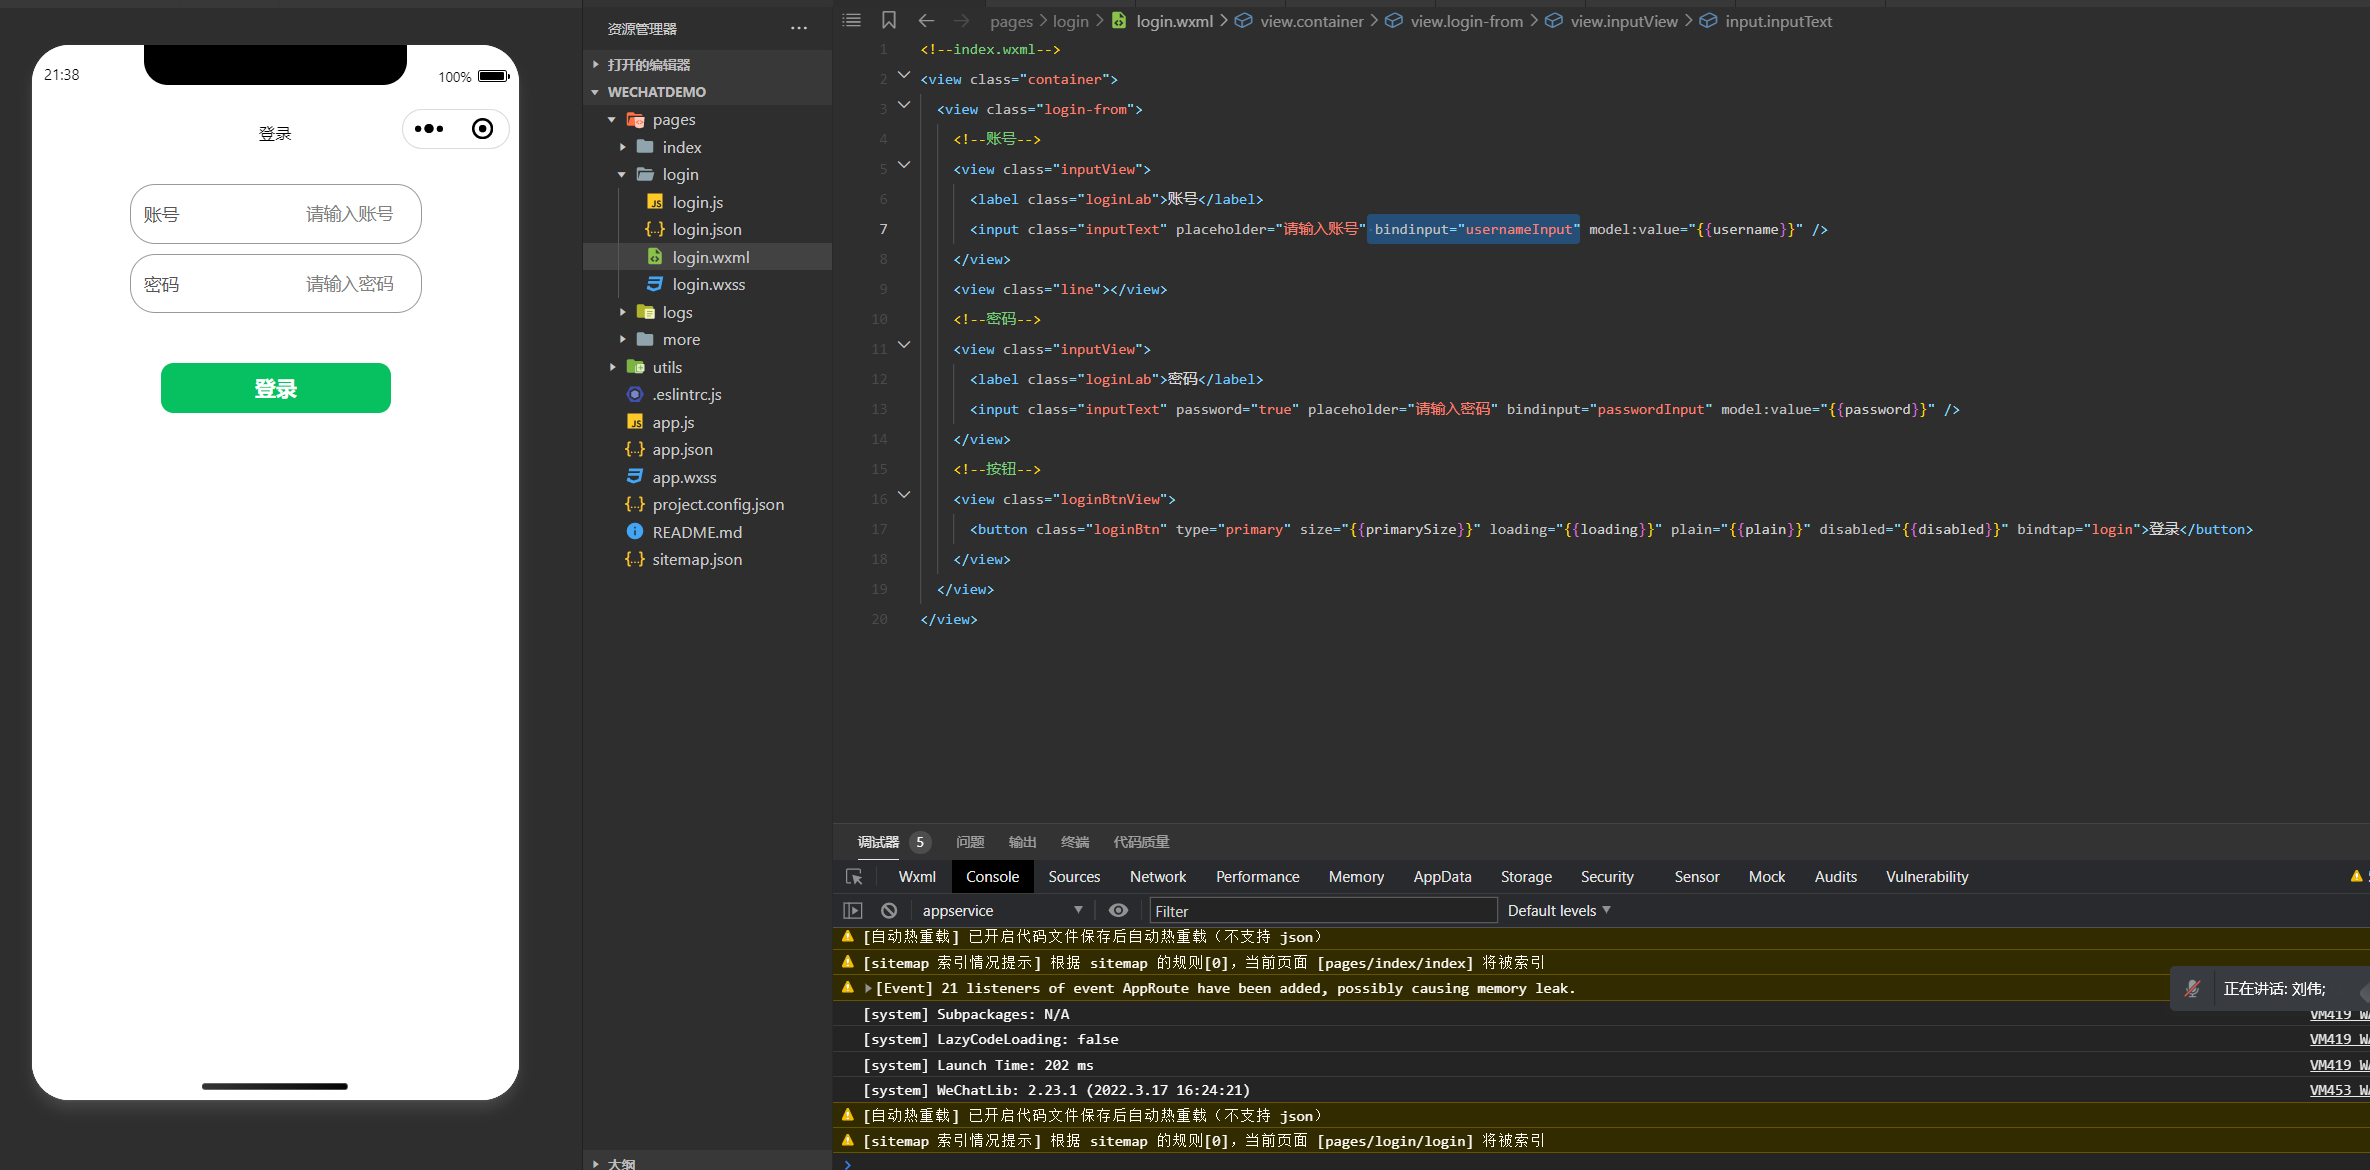 21:38
100%
登录
账号
请输入账号
密码
请输入密码
登录
资源管理器
打开的编辑器
WECHATDEMO
pages
index
login
login.js
login.json
login.wxml
login.wxss
logs
more
utils
.eslintrc.js
app.js
app.json
app.wxss
project.config.json
README.md
sitemap.json
大纲
pages > login > login.wxml > view.container > view.login-from > view.inputView > input.inputText
1 <!--index.wxml-->
2 <view class="container">
3 <view class="login-from">
4 <!--账号-->
5 <view class="inputView">
6 <label class="loginLab">账号</label>
7 <input class="inputText" placeholder="请输入账号" bindinput="usernameInput" model:value="{{username}}" />
8 </view>
9 <view class="line"></view>
10 <!--密码-->
11 <view class="inputView">
12 <label class="loginLab">密码</label>
13 <input class="inputText" password="true" placeholder="请输入密码" bindinput="passwordInput" model:value="{{password}}" />
14 </view>
15 <!--按钮-->
16 <view class="loginBtnView">
17 <button class="loginBtn" type="primary" size="{{primarySize}}" loading="{{loading}}" plain="{{plain}}" disabled="{{disabled}}" bindtap="login">登录</button>
18 </view>
19 </view>
20 </view>
调试器 5 问题 输出 终端 代码质量
Wxml Console Sources Network Performance Memory AppData Storage Security Sensor Mock Audits Vulnerability
appservice Filter Default levels
[自动热重载] 已开启代码文件保存后自动热重载（不支持 json）
[sitemap 索引情况提示] 根据 sitemap 的规则[0]，当前页面 [pages/index/index] 将被索引
[Event] 21 listeners of event AppRoute have been added, possibly causing memory leak.
正在讲话: 刘伟;
[system] Subpackages: N/A VM419
[system] LazyCodeLoading: false VM419
[system] Launch Time: 202 ms VM419
[system] WeChatLib: 2.23.1 (2022.3.17 16:24:21) VM453
[自动热重载] 已开启代码文件保存后自动热重载（不支持 json）
[sitemap 索引情况提示] 根据 sitemap 的规则[0]，当前页面 [pages/login/login] 将被索引